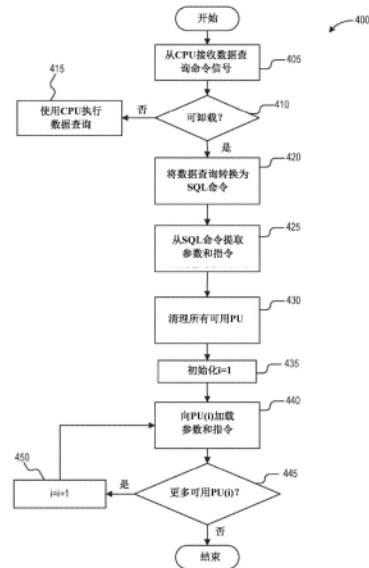 开始
400
从CPU接收数据查
询命令信号
405
415
使用CPU执行
数据查询
否
可卸载?
410
是
将数据查询转换为
SQL命令
420
从SQL命令提取
参数和指令
425
清理所有可用PU
430
初始化i=1
435
向PU(i)加载
参数和指令
440
450
i=i+1
是
更多可用PU(i)?
445
否
结束